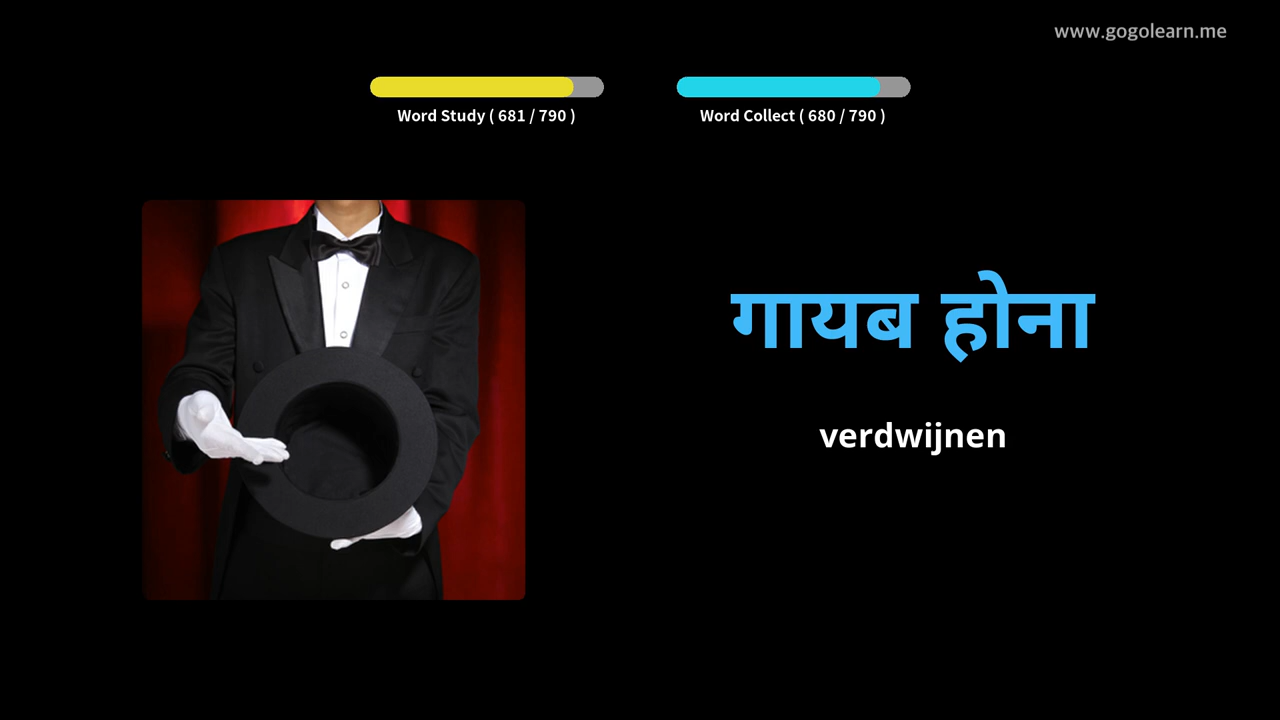 www.gogolearn.me
Word Study ( 681 / 790 )
Word Collect ( 680 / 790 )
गायब होना
verdwijnen